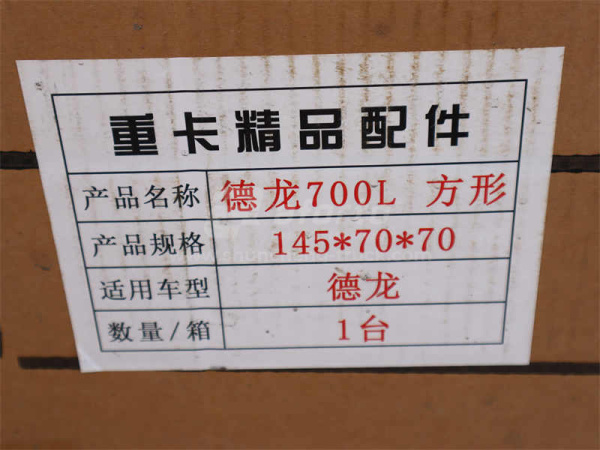 重卡精品配件
产品名称 德龙700L 方形
产品规格 145*70*70
适用车型 德龙
数量/箱 1台